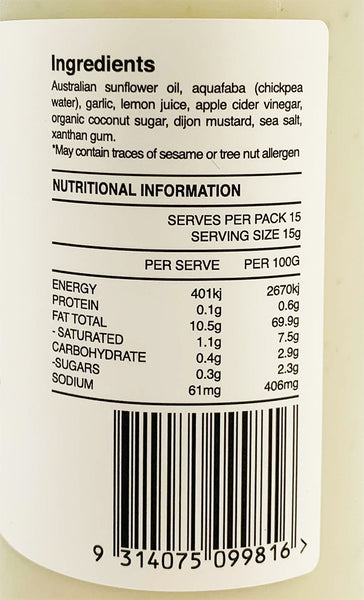 Ingredients
Australian sunflower oil, aquafaba (chickpea
water), garlic, lemon juice, apple cider vinegar,
organic coconut sugar, dijon mustard, sea salt,
xanthan gum.
*May contain traces of sesame or tree nut allergen
NUTRITIONAL INFORMATION
SERVES PER PACK 15
SERVING SIZE 15g
PER SERVE PER 100G
ENERGY 401kj 2670kj
PROTEIN 0.1g 0.6g
FAT TOTAL 10.5g 69.9g
- SATURATED 1.1g 7.5g
CARBOHYDRATE 0.4g 2.9g
-SUGARS 0.3g 2.3g
SODIUM 61mg 406mg
9 314075 099816 >